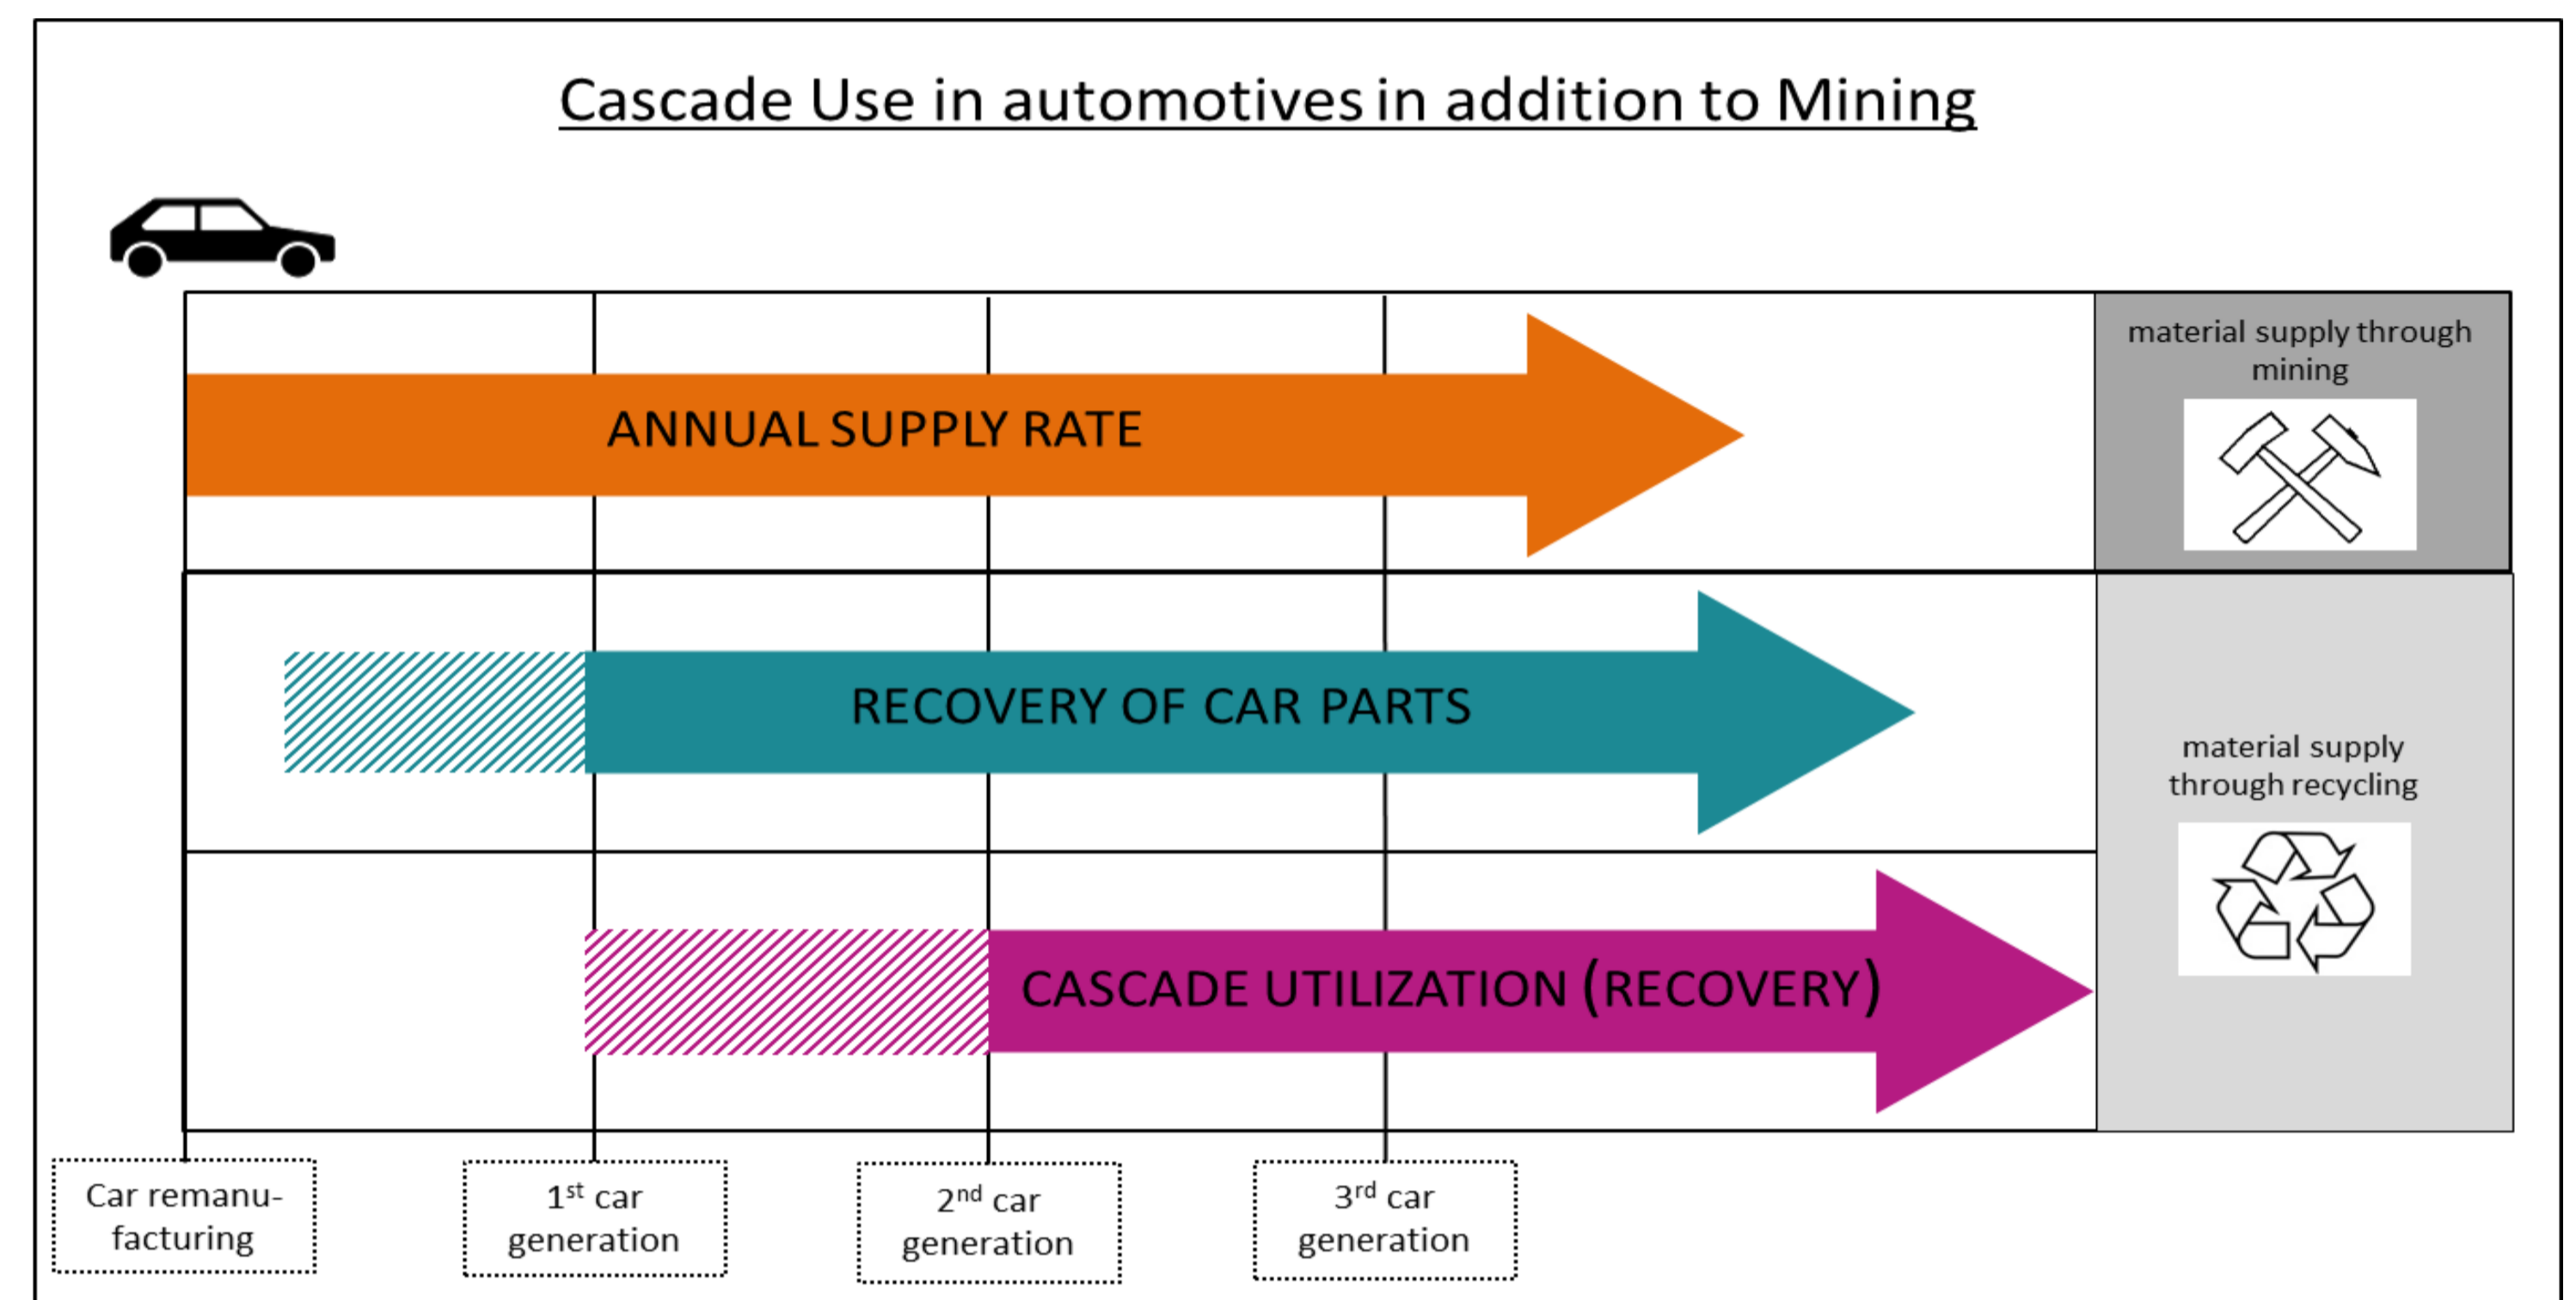 Cascade Use in automotives in addition to Mining
material supply through
mining
ANNUAL SUPPLY RATE
RECOVERY OF CAR PARTS
material supply
through recycling
CASCADE UTILIZATION (RECOVERY)
Car remanu-
facturing
1st car
generation
2nd car
generation
3rd car
generation